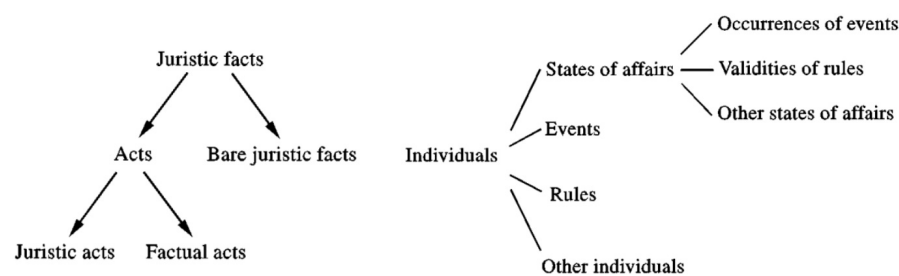 Juristic facts
Acts
Bare juristic facts
Juristic acts
Factual acts
Individuals
States of affairs
Events
Rules
Other individuals
Occurrences of events
Validities of rules
Other states of affairs